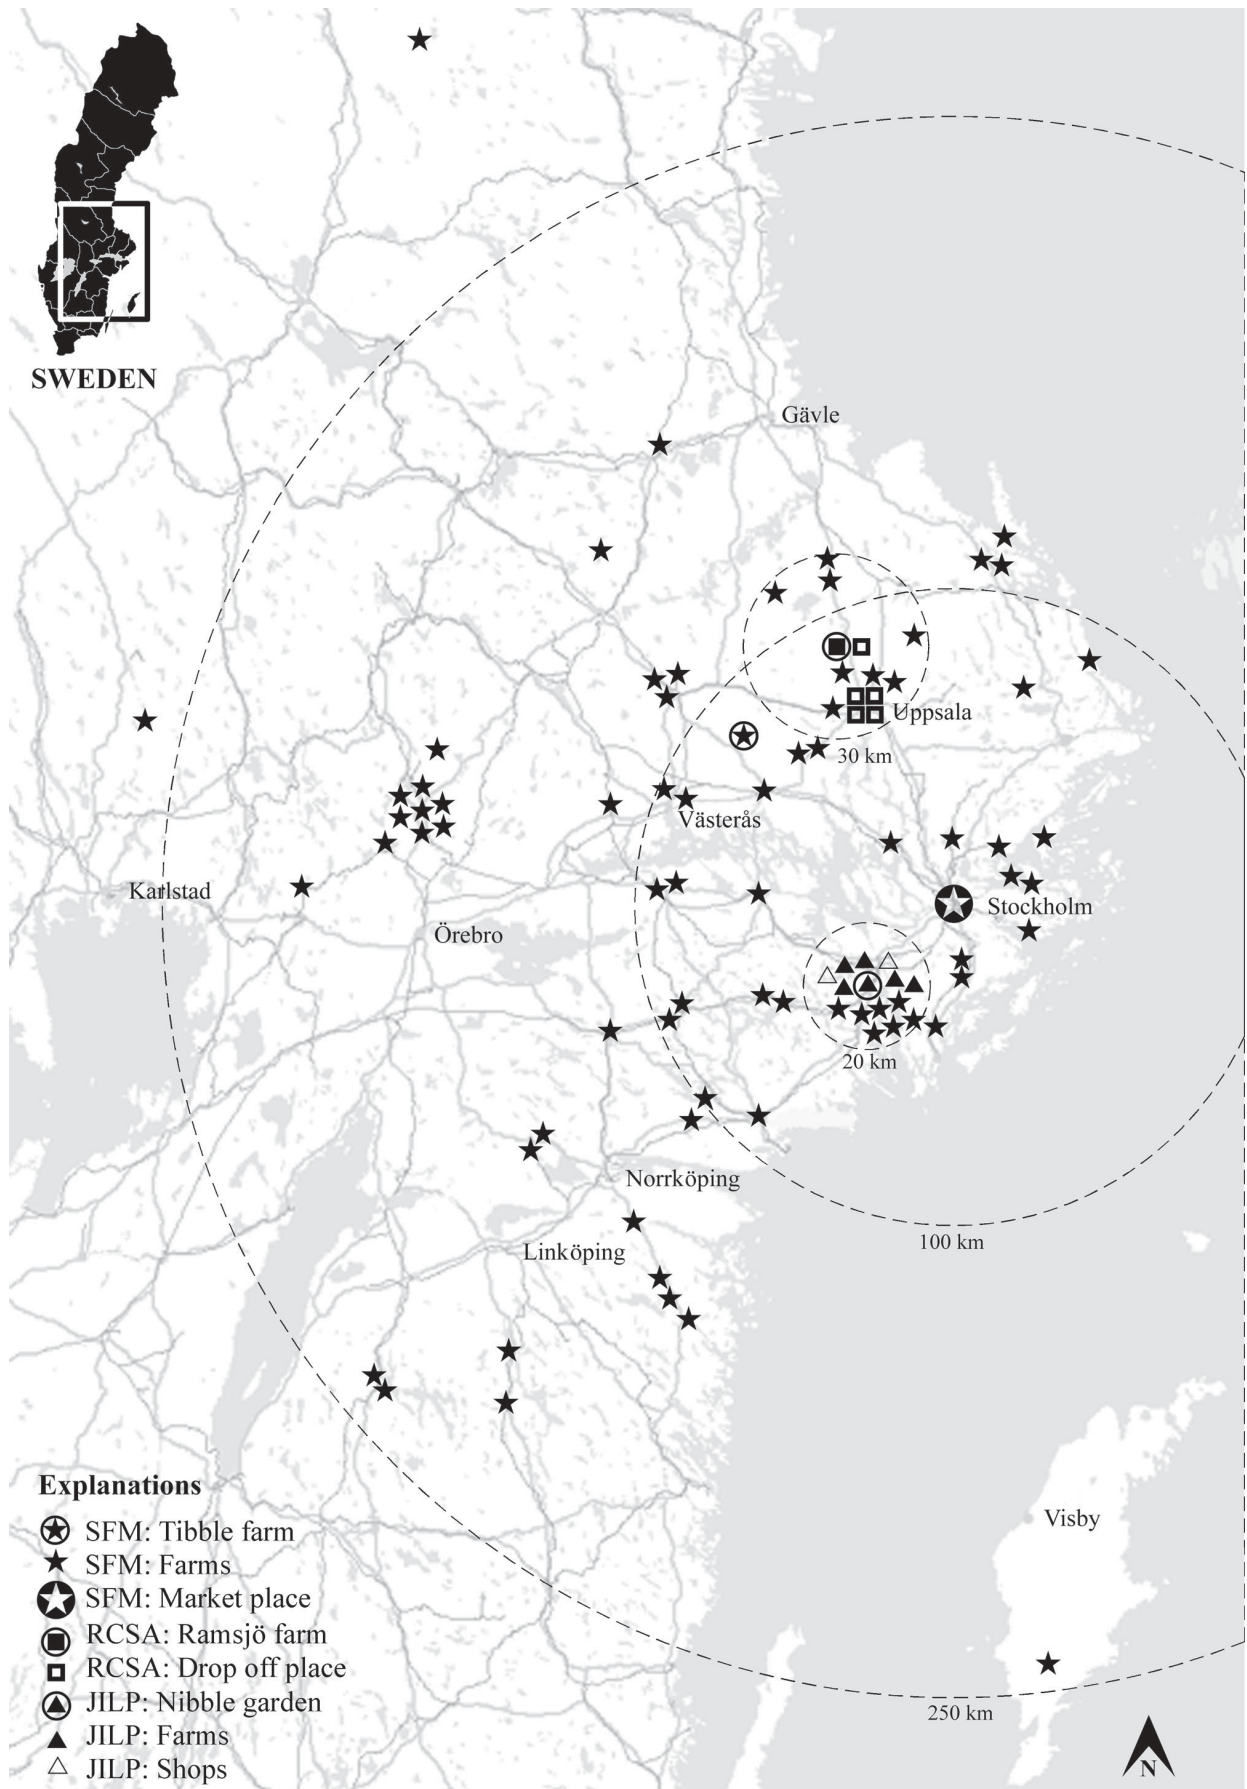 SWEDEN
Gävle
Uppsala
30 km
Västerås
Karlstad
Stockholm
Örebro
20 km
Norrköping
100 km
Linköping
Explanations
Visby
SFM: Tibble farm
SFM: Farms
SFM: Market place
RCSA: Ramsjö farm
RCSA: Drop off place
JILP: Nibble garden
250 km
JILP: Farms
JILP: Shops
N